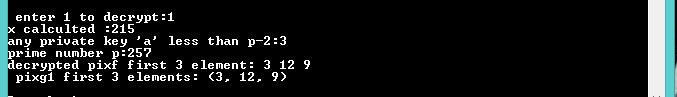 enter 1 to decrypt:1
x calculted :215
any private key 'a' less than p-2:3
prime number p:257
decrypted pixf first 3 element: 3 12 9
pixg1 first 3 elements: (3, 12, 9)